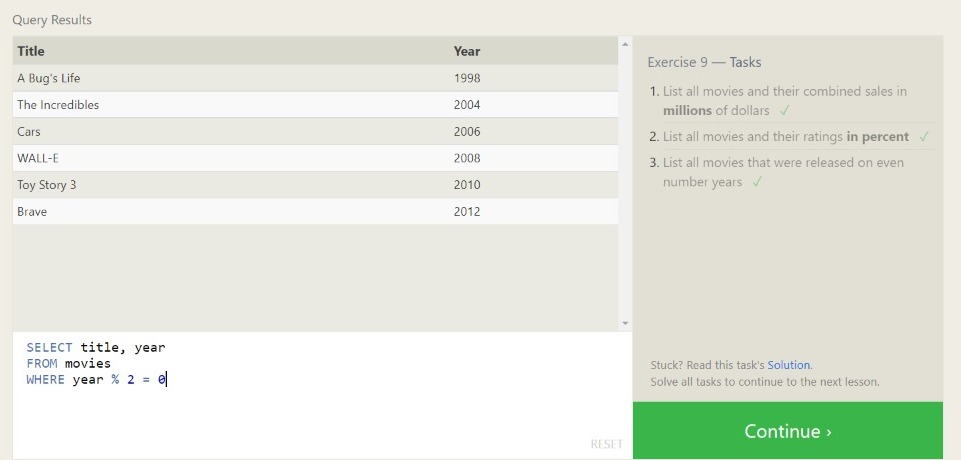 Query Results
Title Year
A Bug's Life 1998
The Incredibles 2004
Cars 2006
WALL-E 2008
Toy Story 3 2010
Brave 2012
SELECT title, year
FROM movies
WHERE year % 2 = 0
RESET
Exercise 9 — Tasks
1. List all movies and their combined sales in
millions of dollars ✓
2. List all movies and their ratings in percent ✓
3. List all movies that were released on even
number years ✓
Stuck? Read this task's Solution.
Solve all tasks to continue to the next lesson.
Continue ›